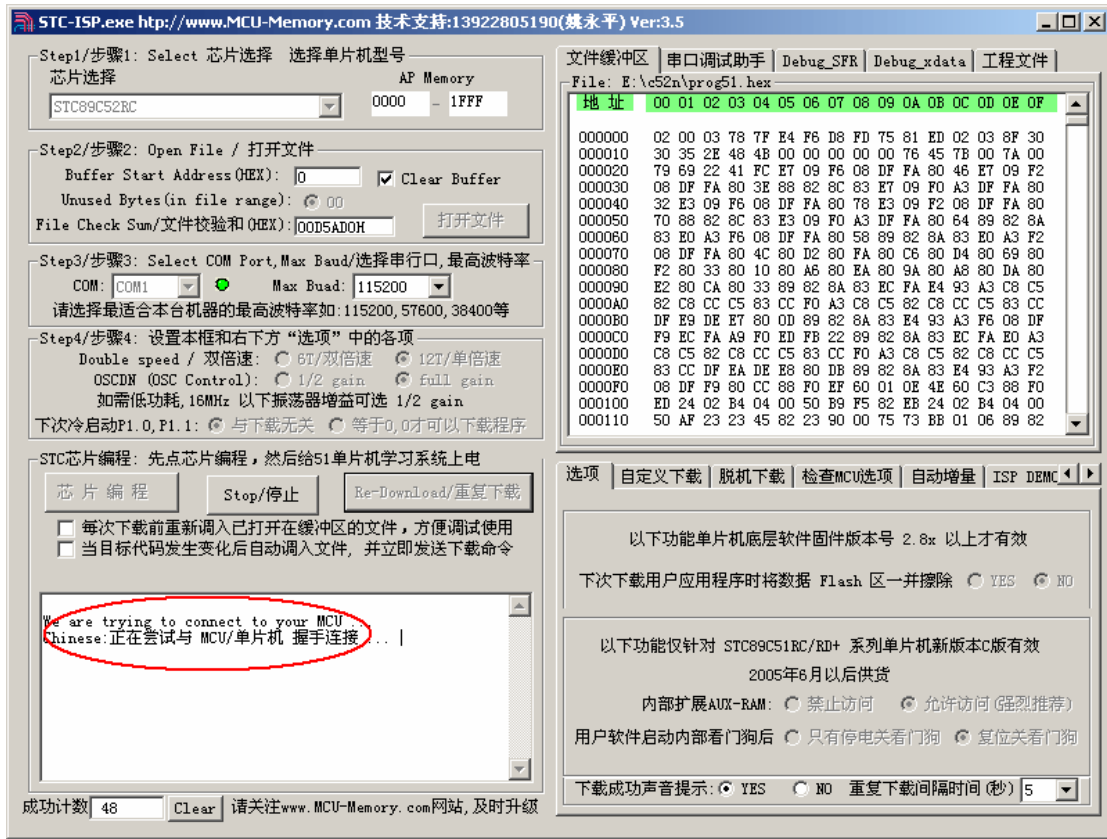 STC-ISP.exe http://www.MCU-Memory.com 技术支持:13922805190(姚永平) Ver:3.5
Step1/步骤1: Select 芯片选择 选择单片机型号
芯片选择 AP Memory
STC89C52RC 0000 - 1FFF
Step2/步骤2: Open File / 打开文件
Buffer Start Address(HEX): 0 Clear Buffer
Unused Bytes(in file range): 00
File Check Sum/文件校验和(HEX): 00D5AD0H 打开文件
Step3/步骤3: Select COM Port,Max Baud/选择串行口,最高波特率
COM: COM1 Max Buad: 115200
请选择最适合本台机器的最高波特率如:115200,57600,38400等
Step4/步骤4: 设置本框和右下方“选项”中的各项
Double speed / 双倍速: 6T/双倍速 12T/单倍速
OSCDN (OSC Control): 1/2 gain full gain
如需低功耗,16MHz 以下振荡器增益可选 1/2 gain
下次冷启动P1.0,P1.1: 与下载无关 等于0,0才可以下载程序
STC芯片编程: 先点芯片编程，然后给51单片机学习系统上电
芯 片 编 程 Stop/停止 Re-Download/重复下载
每次下载前重新调入已打开在缓冲区的文件，方便调试使用
当目标代码发生变化后自动调入文件, 并立即发送下载命令
We are trying to connect to your MCU ...
Chinese:正在尝试与 MCU/单片机 握手连接 ...
成功计数 48 Clear 请关注www.MCU-Memory.com网站,及时升级
文件缓冲区 串口调试助手 Debug_SFR Debug_xdata 工程文件
File: E:\c52n\prog51.hex
地 址 00 01 02 03 04 05 06 07 08 09 0A 0B 0C 0D 0E 0F
000000 02 00 03 78 7F E4 F6 D8 FD 75 81 ED 02 03 8F 30
000010 30 35 2E 48 4B 00 00 00 00 00 76 45 7B 00 7A 00
000020 79 69 22 41 FC E7 09 F6 08 DF FA 80 46 E7 09 F2
000030 08 DF FA 80 3E 88 82 8C 83 E7 09 F0 A3 DF FA 80
000040 32 E3 09 F6 08 DF FA 80 78 E3 09 F2 08 DF FA 80
000050 70 88 82 8C 83 E3 09 F0 A3 DF FA 80 64 89 82 8A
000060 83 E0 A3 F6 08 DF FA 80 58 89 82 8A 83 E0 A3 F2
000070 08 DF FA 80 4C 80 D2 80 FA 80 C6 80 D4 80 69 80
000080 F2 80 33 80 10 80 A6 80 EA 80 9A 80 A8 80 DA 80
000090 E2 80 CA 80 33 89 82 8A 83 EC FA E4 93 A3 C8 C5
0000A0 82 C8 CC C5 83 CC F0 A3 C8 C5 82 C8 CC C5 83 CC
0000B0 DF E9 DE E7 80 0D 89 82 8A 83 E4 93 A3 F6 08 DF
0000C0 F9 EC FA A9 F0 ED FB 22 89 82 8A 83 EC FA E0 A3
0000D0 C8 C5 82 C8 CC C5 83 CC F0 A3 C8 C5 82 C8 CC C5
0000E0 83 CC DF EA DE E8 80 DB 89 82 8A 83 E4 93 A3 F2
0000F0 08 DF F9 80 CC 88 F0 EF 60 01 0E 4E 60 C3 88 F0
000100 ED 24 02 B4 04 00 50 B9 F5 82 EB 24 02 B4 04 00
000110 50 AF 23 23 45 82 23 90 00 75 73 BB 01 06 89 82
选项 自定义下载 脱机下载 检查MCU选项 自动增量 ISP DEMO
以下功能单片机底层软件固件版本号 2.8x 以上才有效
下次下载用户应用程序时将数据 Flash 区一并擦除 YES NO
以下功能仅针对 STC89C51RC/RD+ 系列单片机新版本C版有效
2005年6月以后供货
内部扩展AUX-RAM: 禁止访问 允许访问(强烈推荐)
用户软件启动内部看门狗后 只有停电关看门狗 复位关看门狗
下载成功声音提示: YES NO 重复下载间隔时间(秒) 5